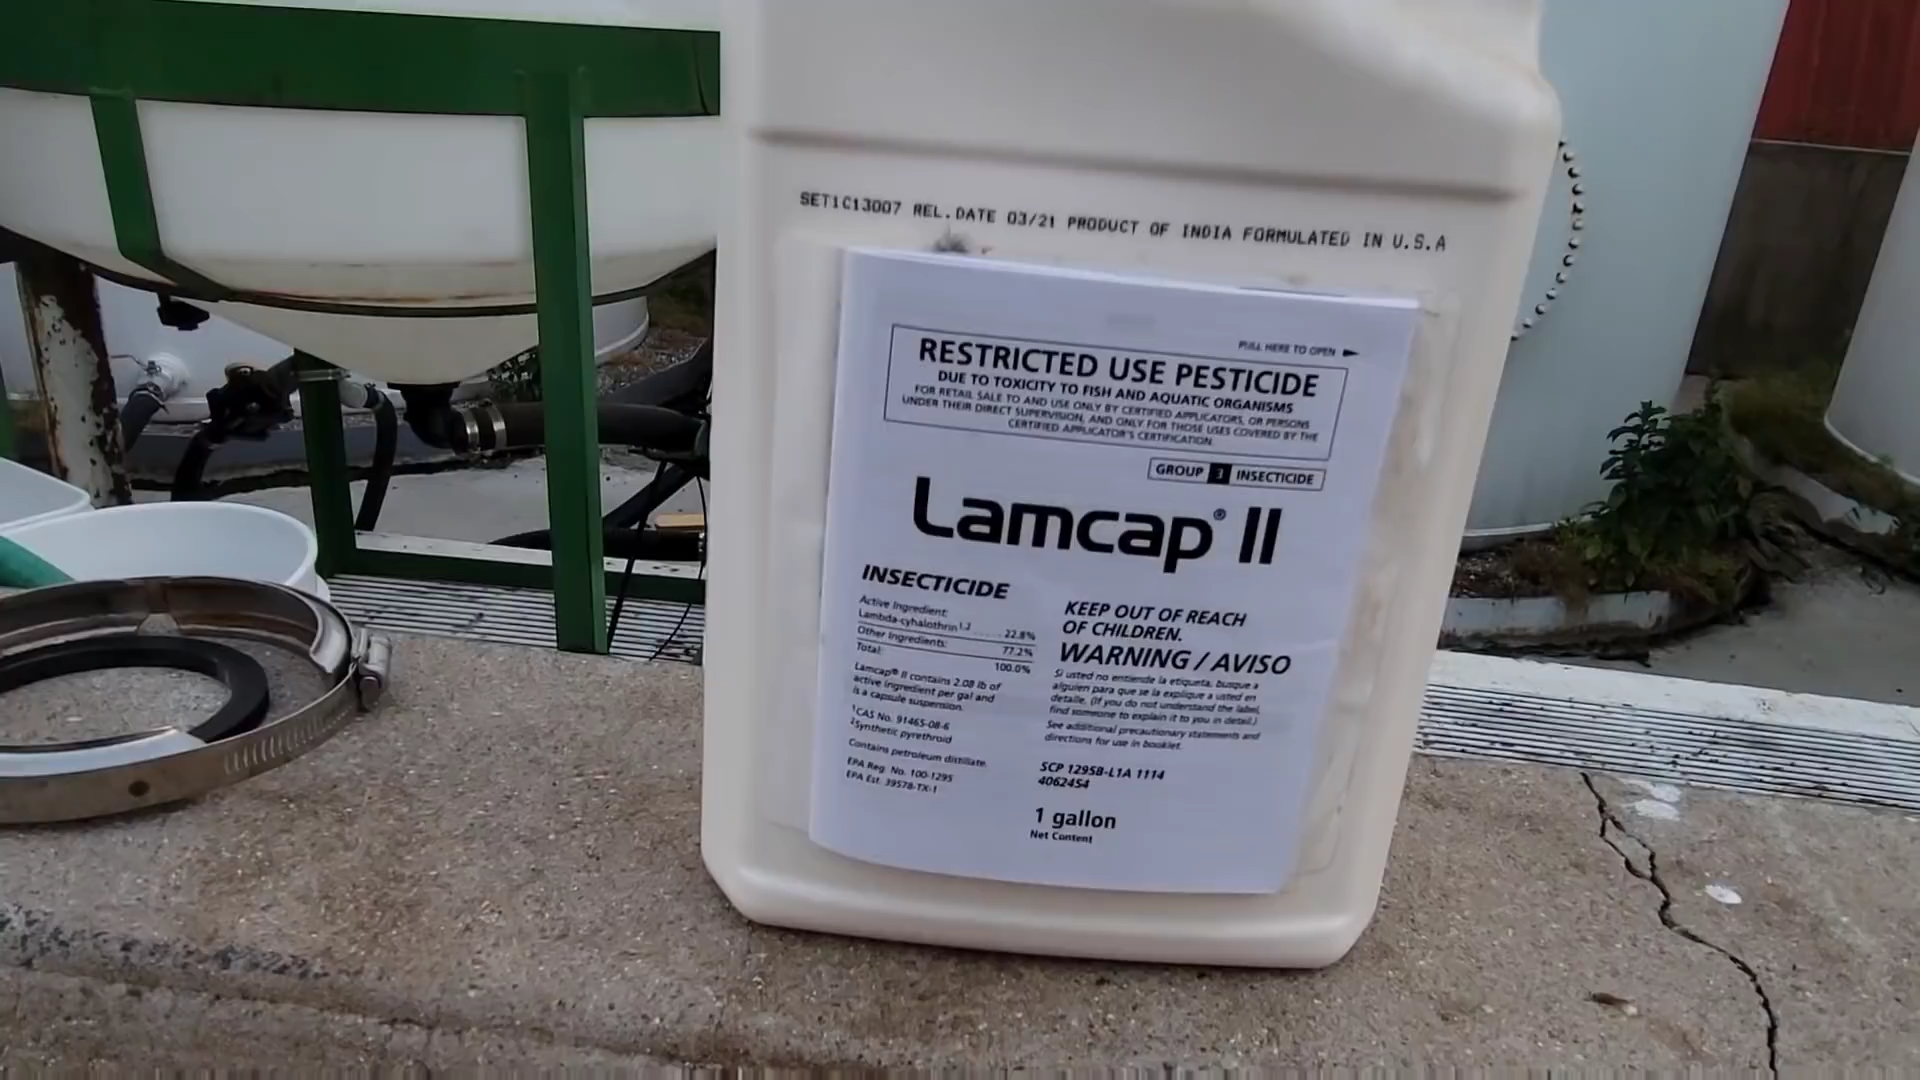 SET1C13007 REL.DATE 03/21 PRODUCT OF INDIA FORMULATED IN U.S.A
PULL HERE TO OPEN
RESTRICTED USE PESTICIDE
DUE TO TOXICITY TO FISH AND AQUATIC ORGANISMS
FOR RETAIL SALE TO AND USE ONLY BY CERTIFIED APPLICATORS, OR PERSONS
UNDER THEIR DIRECT SUPERVISION, AND ONLY FOR THOSE USES COVERED BY THE
CERTIFIED APPLICATOR'S CERTIFICATION.
GROUP 3 INSECTICIDE
Lamcap® II
INSECTICIDE
Active Ingredient:
Lambda-cyhalothrin1,2 ........ 22.8%
Other Ingredients: 77.2%
Total: 100.0%
Lamcap® II contains 2.08 lb of
active ingredient per gal and
is a capsule suspension.
1CAS No. 91465-08-6
2Synthetic pyrethroid
Contains petroleum distillate.
EPA Reg. No. 100-1295
EPA Est. 39578-TX-1
KEEP OUT OF REACH
OF CHILDREN.
WARNING / AVISO
Si usted no entiende la etiqueta, busque a
alguien para que se la explique a usted en
detalle. (If you do not understand the label,
find someone to explain it to you in detail.)
See additional precautionary statements and
directions for use in booklet.
SCP 1295B-L1A 1114
4062454
1 gallon
Net Content